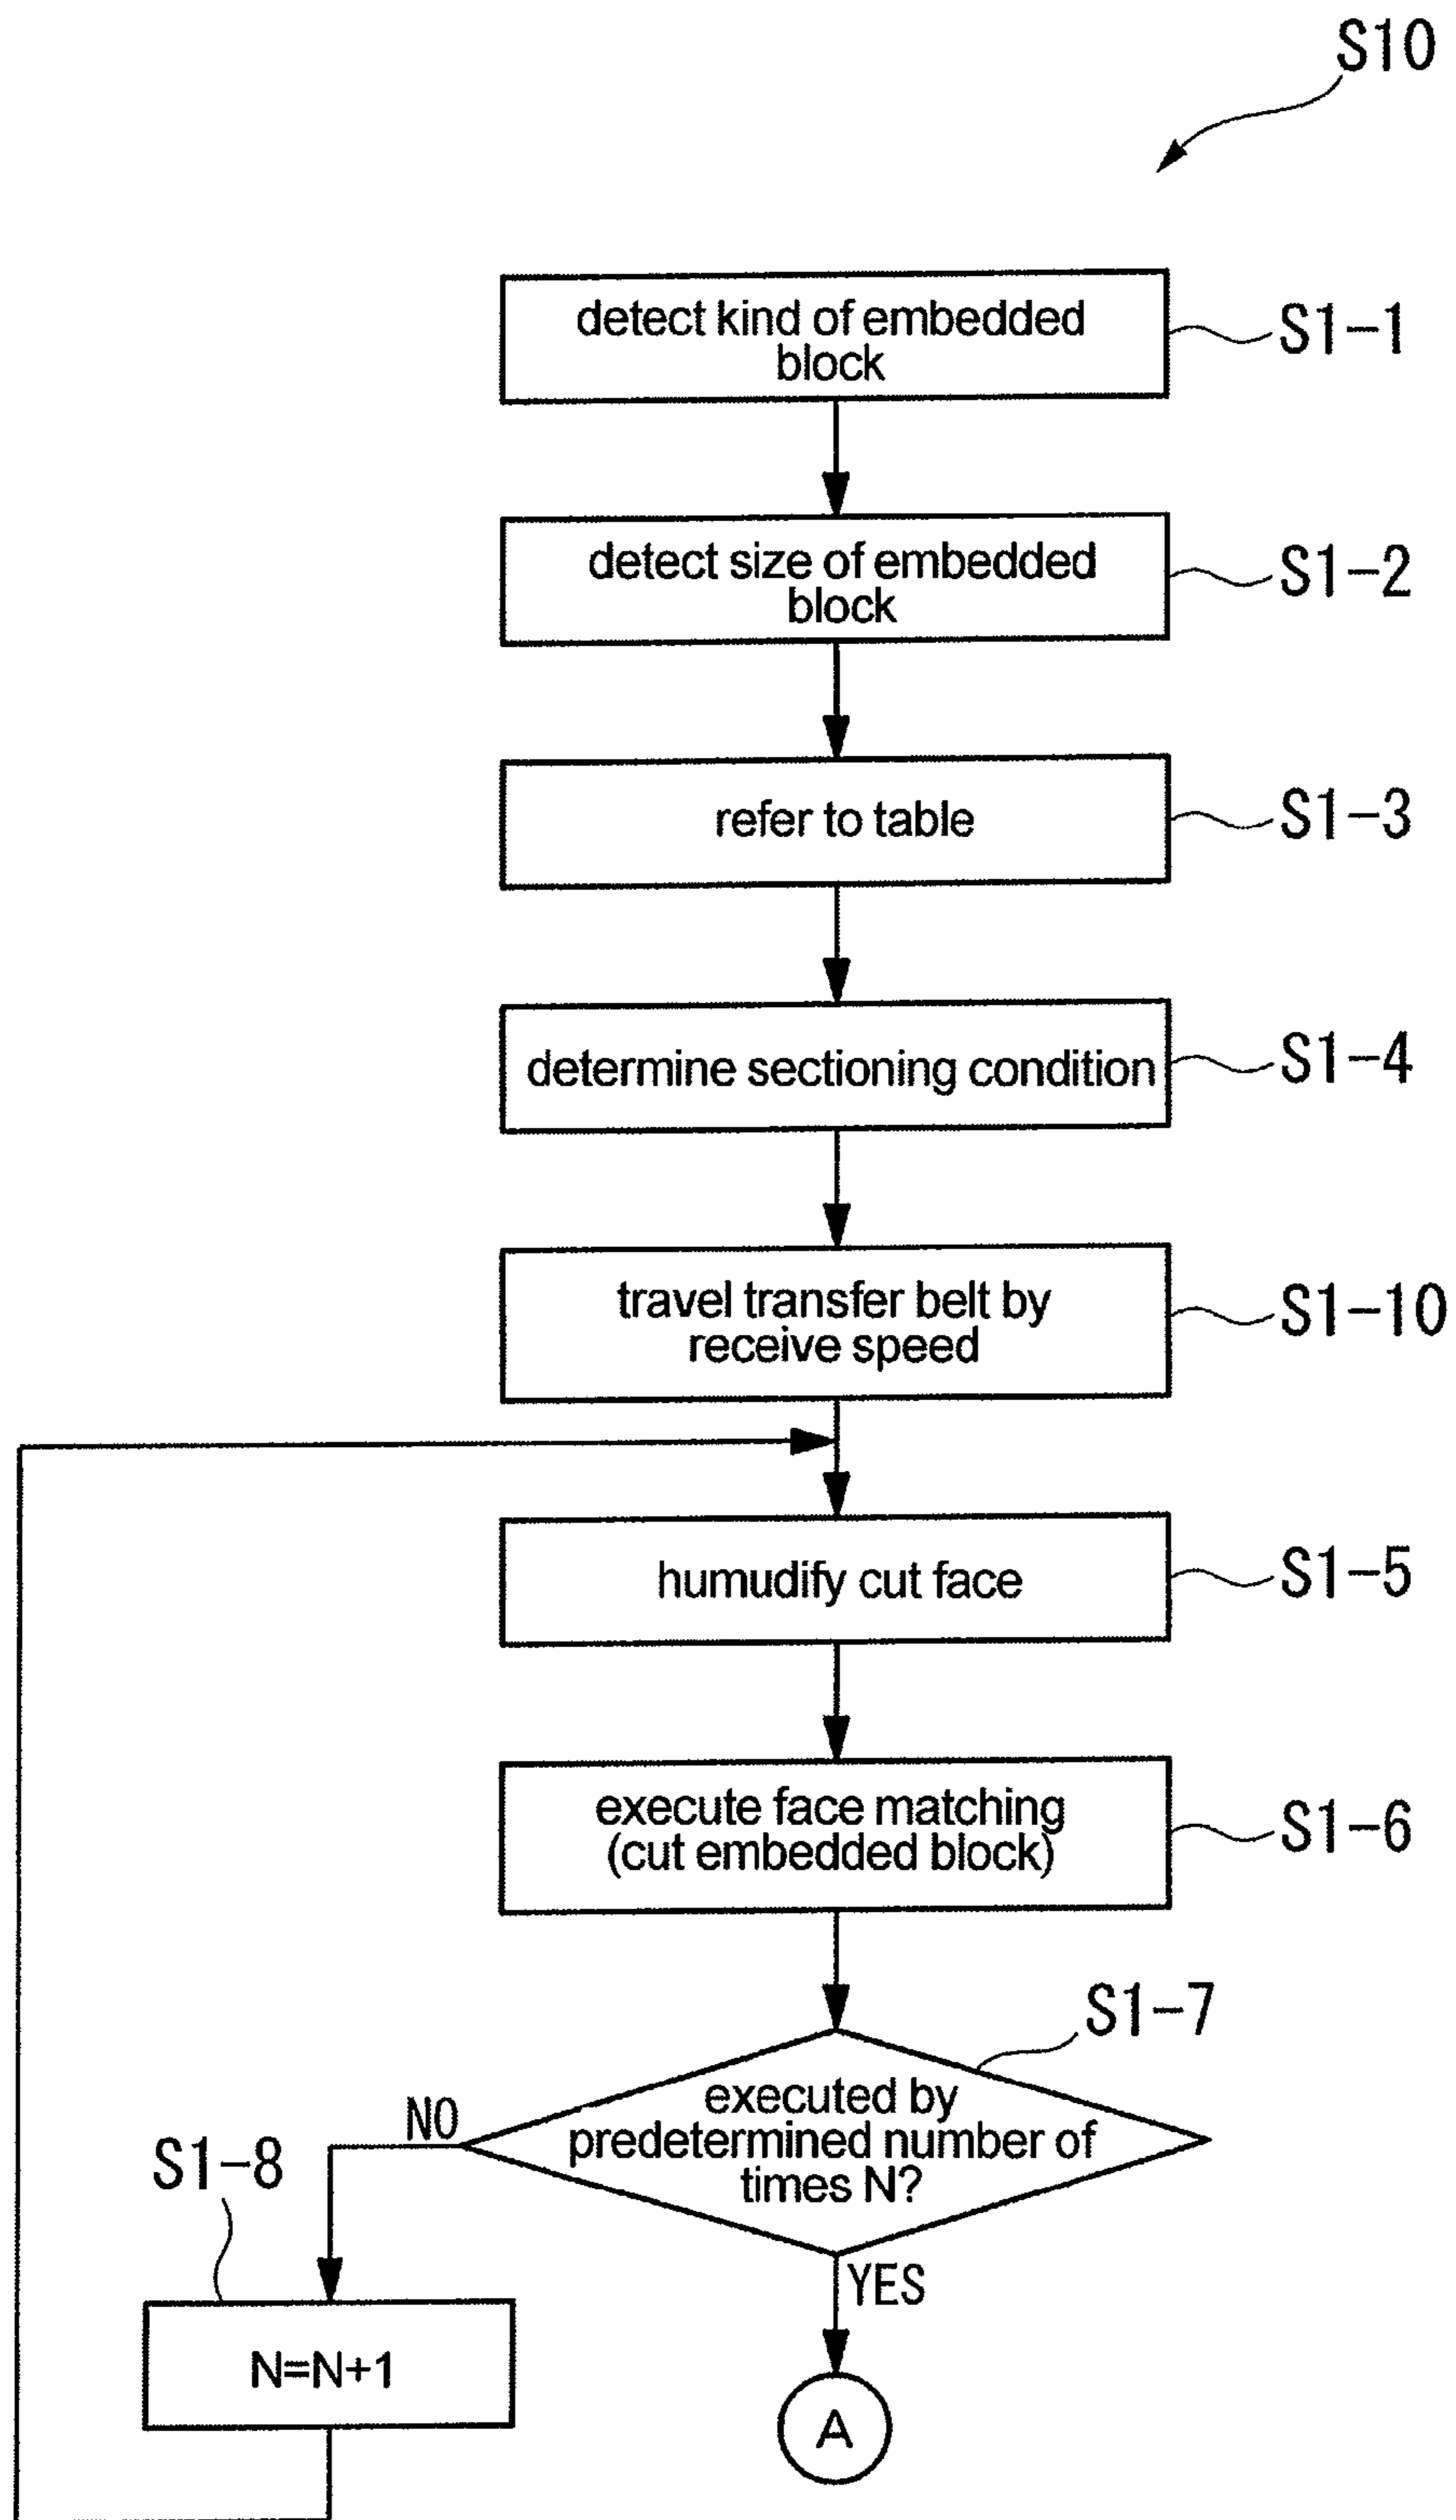 S10
detect kind of embedded
block
S1-1
detect size of embedded
block
S1-2
refer to table
S1-3
determine sectioning condition
S1-4
travel transfer belt by
receive speed
S1-10
humudify cut face
S1-5
execute face matching
(cut embedded block)
S1-6
S1-7
executed by
predetermined number of
times N?
NO
S1-8
YES
N=N+1
A